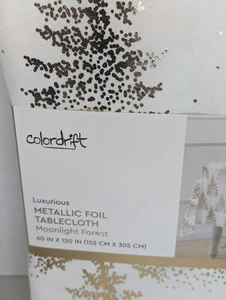 colordrift
Luxurious
METALLIC FOIL
TABLECLOTH
Moonlight Forest
60 IN X 120 IN (152 CM X 305 CM)